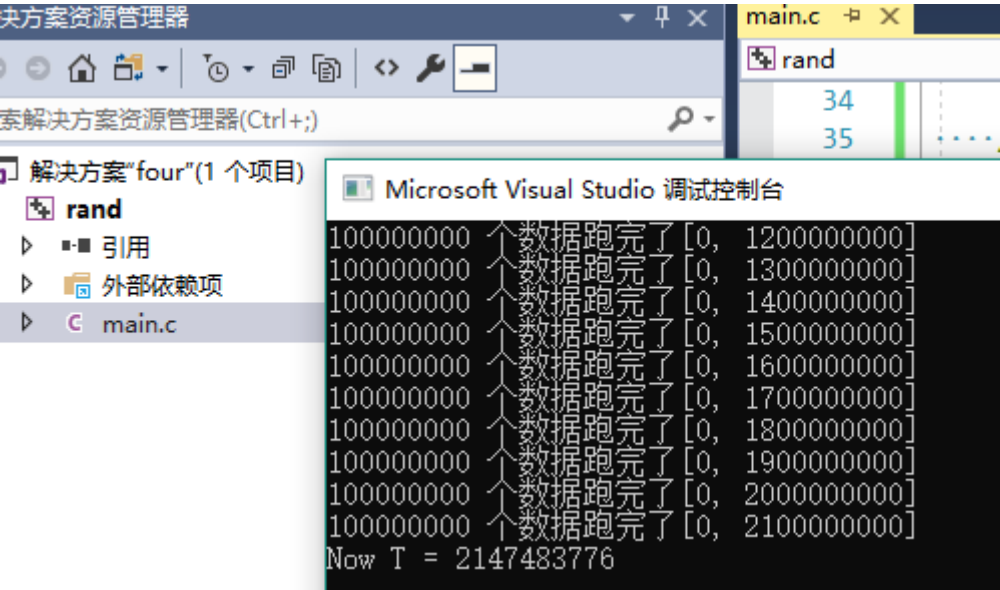 决方案资源管理器
索解决方案资源管理器(Ctrl+;)
解决方案“four”(1 个项目)
rand
引用
外部依赖项
main.c
main.c
rand
34
35
Microsoft Visual Studio 调试控制台
100000000 个数据跑完了[0, 1200000000]
100000000 个数据跑完了[0, 1300000000]
100000000 个数据跑完了[0, 1400000000]
100000000 个数据跑完了[0, 1500000000]
100000000 个数据跑完了[0, 1600000000]
100000000 个数据跑完了[0, 1700000000]
100000000 个数据跑完了[0, 1800000000]
100000000 个数据跑完了[0, 1900000000]
100000000 个数据跑完了[0, 2000000000]
100000000 个数据跑完了[0, 2100000000]
Now T = 2147483776